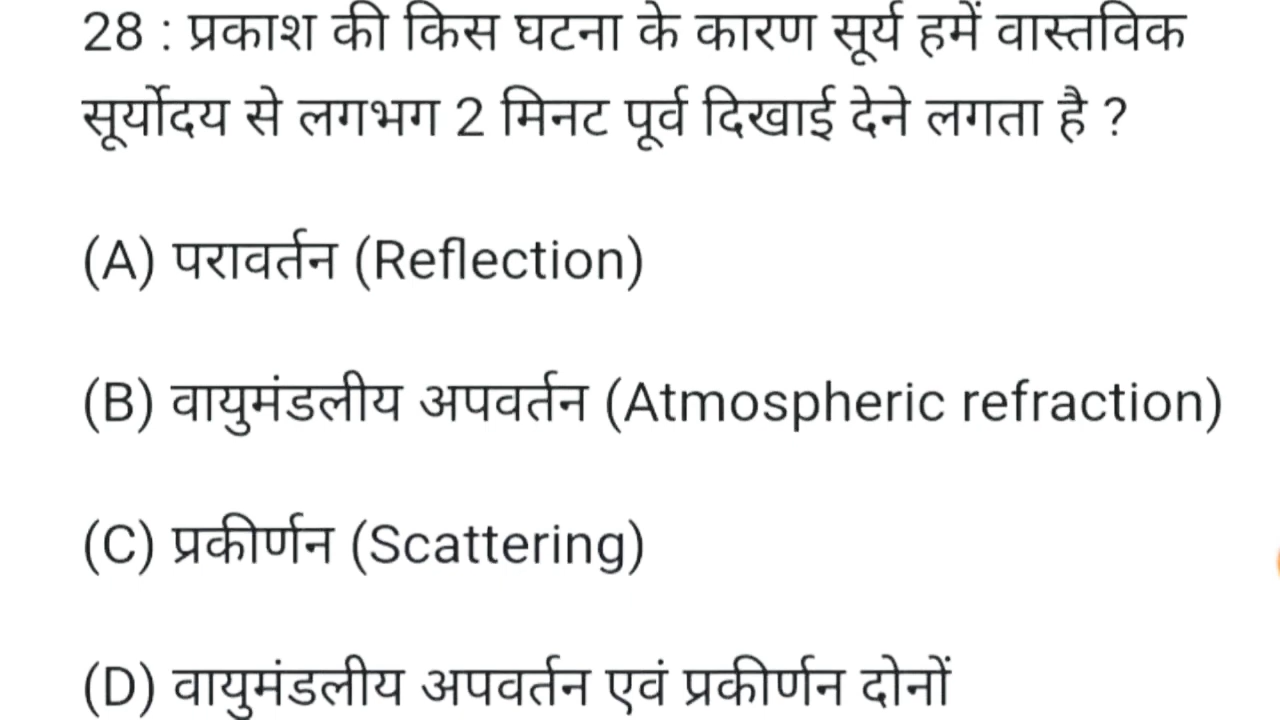 28 : प्रकाश की किस घटना के कारण सूर्य हमें वास्तविक
सूर्योदय से लगभग 2 मिनट पूर्व दिखाई देने लगता है ?
(A) परावर्तन (Reflection)
(B) वायुमंडलीय अपवर्तन (Atmospheric refraction)
(C) प्रकीर्णन (Scattering)
(D) वायुमंडलीय अपवर्तन एवं प्रकीर्णन दोनों